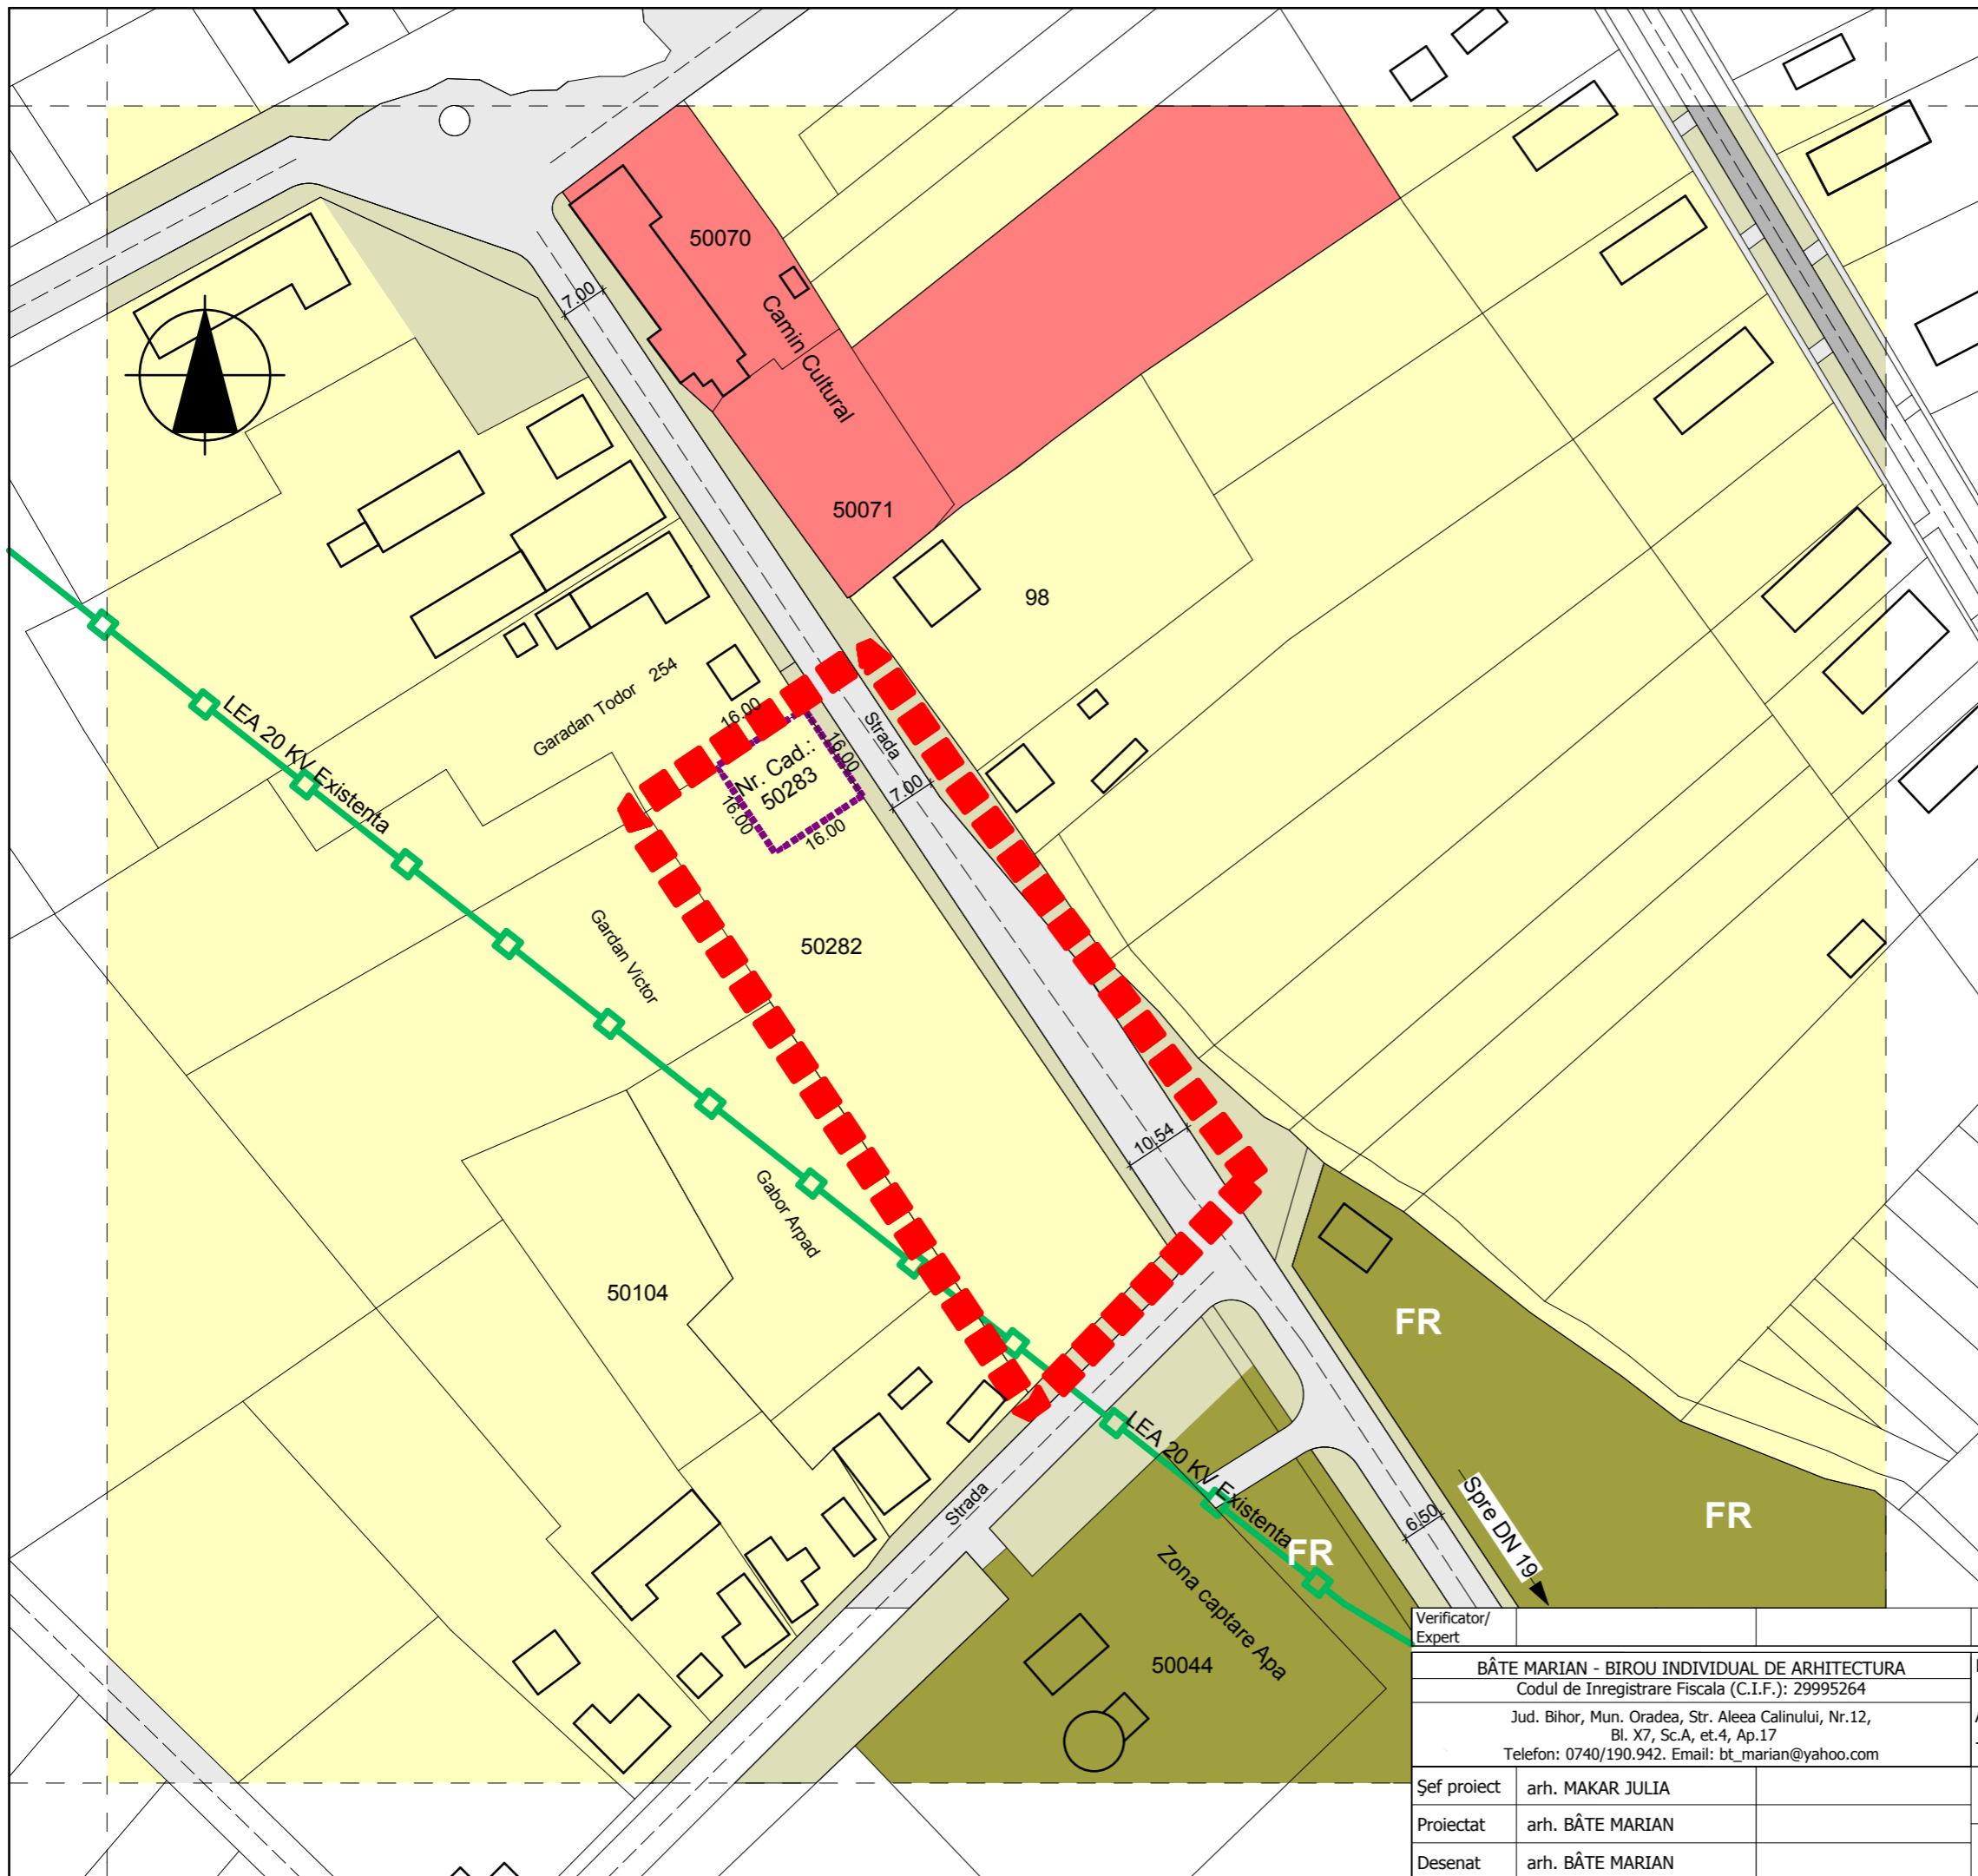 50070
7.00
Camin Cultural
50071
98
Garadan Todor 254
16.00
Strada
16.00
Nr. Cad.:
50283
7.00
16.00
16.00
LEA 20 KV Existenta
Gardan Victor
50282
10.54
Gabor Arpad
50104
FR
LEA 20 KV Existenta
Strada
6.50
Spre DN 19
FR
FR
Zona captare Apa
50044
Verificator/
Expert
BÂTE MARIAN - BIROU INDIVIDUAL DE ARHITECTURA
Codul de Inregistrare Fiscala (C.I.F.): 29995264
Jud. Bihor, Mun. Oradea, Str. Aleea Calinului, Nr.12,
Bl. X7, Sc.A, et.4, Ap.17
Telefon: 0740/190.942. Email: bt_marian@yahoo.com
Şef proiect arh. MAKAR JULIA
Proiectat arh. BÂTE MARIAN
Desenat arh. BÂTE MARIAN